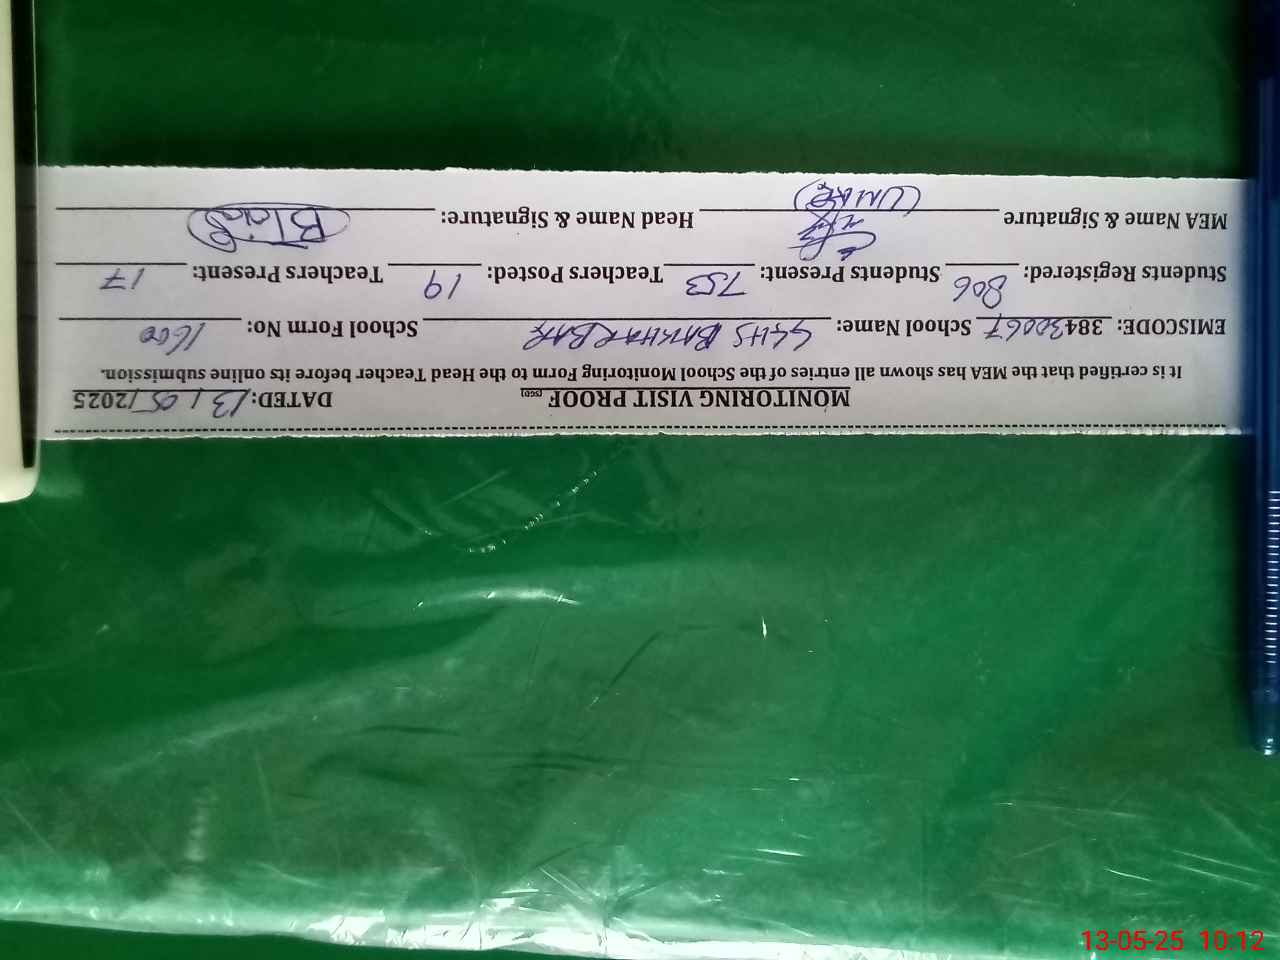 MONITORING VISIT PROOF [SED] DATED: 13/05/2025
It is certified that the MEA has shown all entries of the School Monitoring Form to the Head Teacher before its online submission.
EMISCODE: 38430067 School Name: GGHS BAKHAR BAR School Form No: 1600
Students Registered: 806 Students Present: 753 Teachers Posted: 19 Teachers Present: 17
MEA Name & Signature (UMAR) Head Name & Signature:
13-05-25 10:12